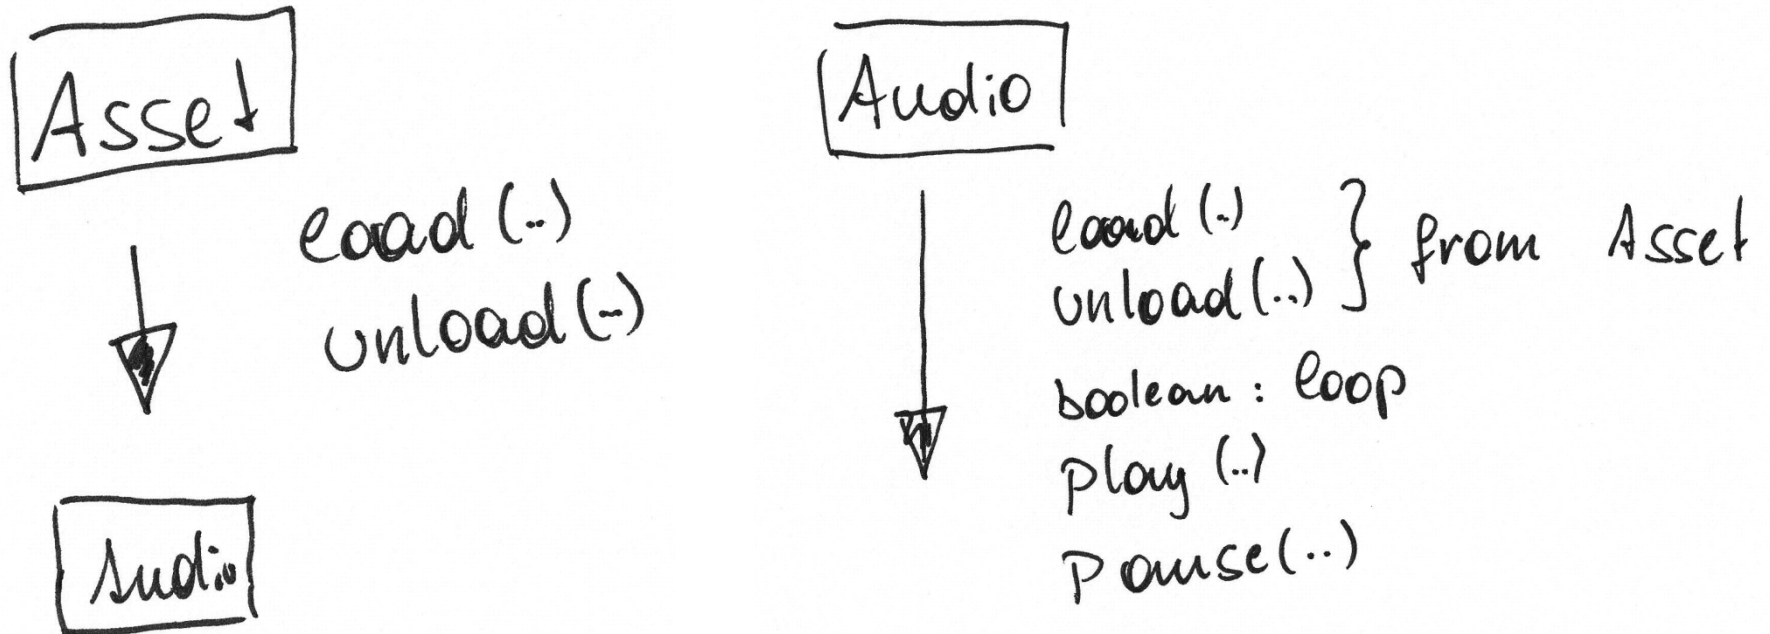 Asset
load (..)
unload (..)
Audio
Audio
load (..)
unload (..)
} from Asset
boolean : loop
play (..)
pause (..)